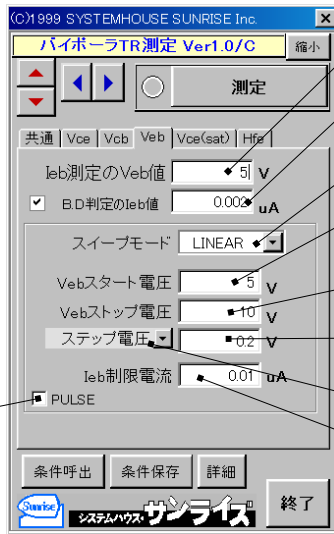 (C)1999 SYSTEMHOUSE SUNRISE Inc. ×
バイポーラTR測定 Ver1.0/C 縮小
測定
共通 Vce Vcb Veb Vce(sat) Hfe
Ieb測定のVeb値 5 V
B.D判定のIeb値 0.002 uA
スイープモード LINEAR
Vebスタート電圧 5 V
Vebストップ電圧 10 V
ステップ電圧 0.2 V
Ieb制限電流 0.01 uA
PULSE
条件呼出 条件保存 詳細
Sunrise システムハウス・サンライズ 終了